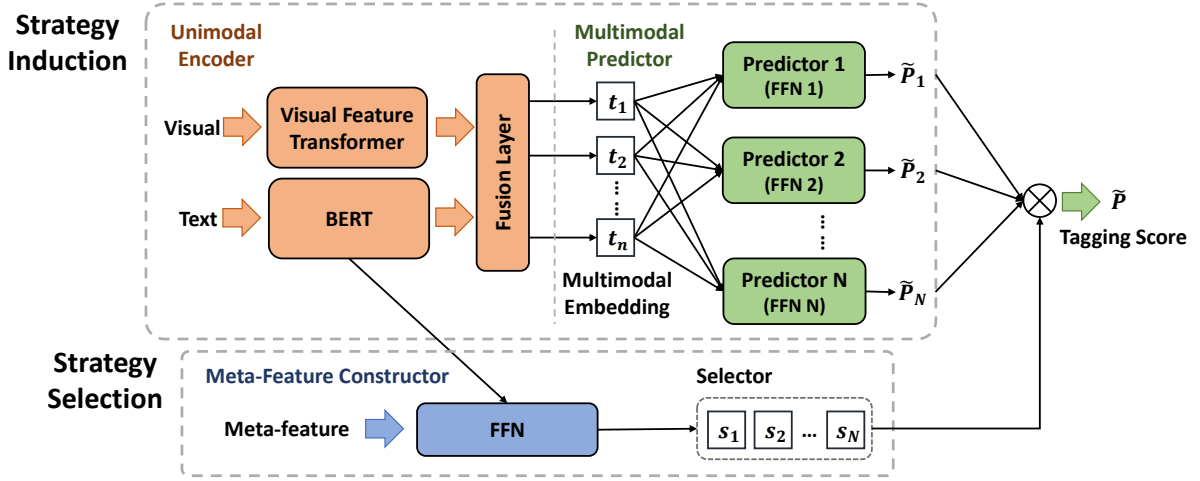 Strategy
Induction
Unimodal
Encoder
Visual
Visual Feature
Transformer
Text
BERT
Fusion Layer
Multimodal
Predictor
t₁
t₂
......
tₙ
Multimodal
Embedding
Predictor 1
(FFN 1)
Predictor 2
(FFN 2)
......
Predictor N
(FFN N)
P̃₁
P̃₂
P̃_N
P̃
Tagging Score
Strategy
Selection
Meta-Feature Constructor
Meta-feature
FFN
Selector
s₁ s₂ ... s_N